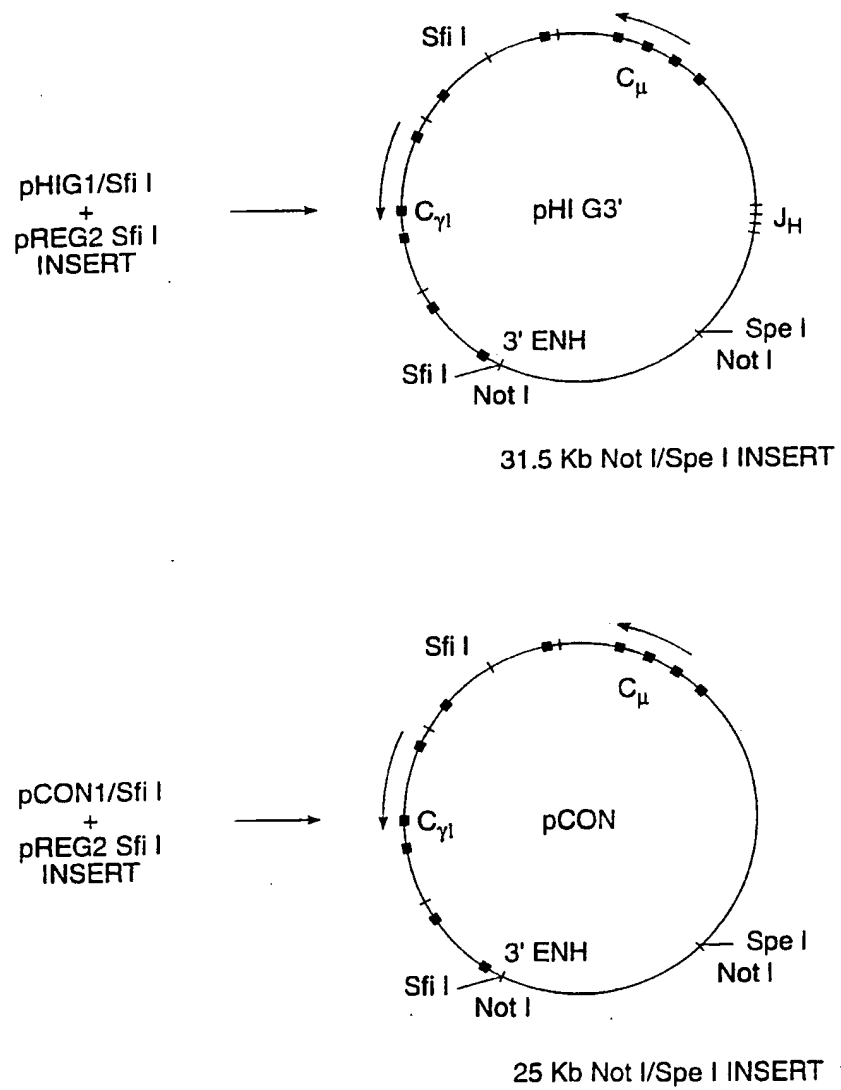 Sfi I
Cμ
pHIG1/Sfi I
+
pREG2 Sfi I
INSERT
Cγ1
pHI G3'
JH
3' ENH
Spe I
Sfi I
Not I
Not I
31.5 Kb Not I/Spe I INSERT
Sfi I
Cμ
pCON1/Sfi I
+
pREG2 Sfi I
INSERT
Cγ1
pCON
3' ENH
Spe I
Sfi I
Not I
Not I
25 Kb Not I/Spe I INSERT